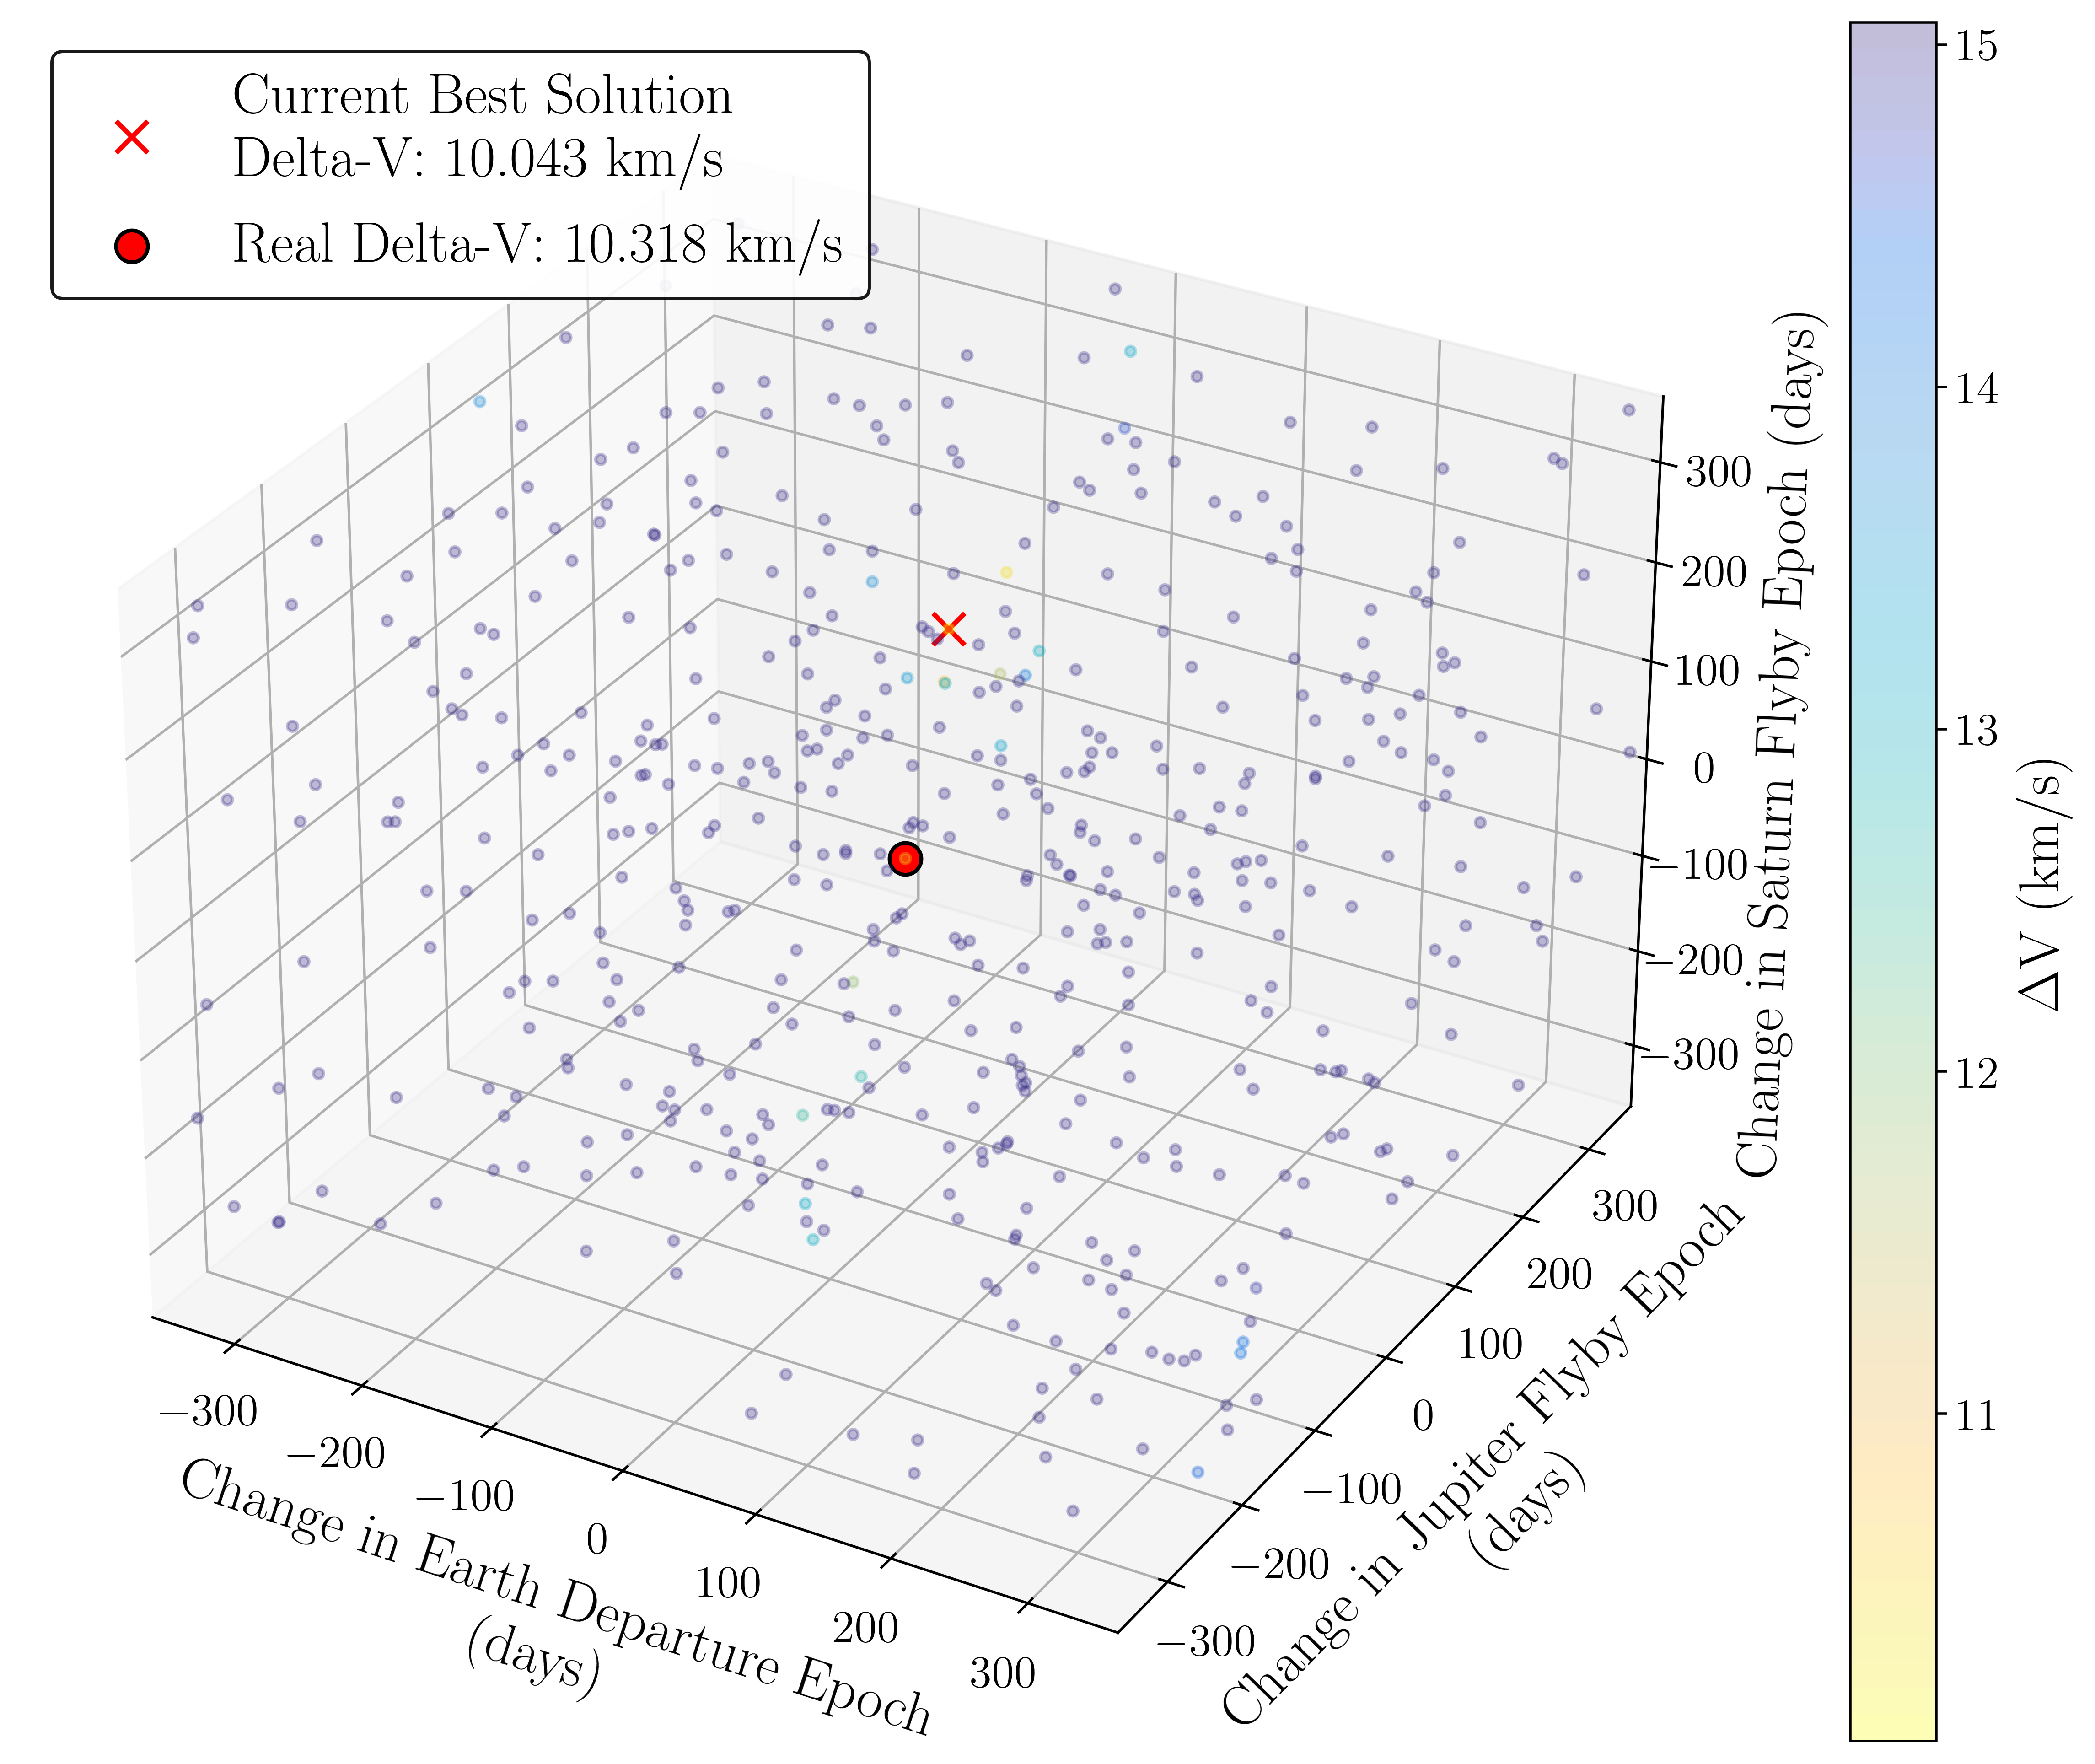 Current Best Solution
Delta-V: 10.043 km/s
Real Delta-V: 10.318 km/s
−300
−200
−100
0
100
200
300
Change in Earth Departure Epoch
(days)
−300
−200
−100
0
100
200
300
Change in Jupiter Flyby Epoch
(days)
300
200
100
0
−100
−200
−300
Change in Saturn Flyby Epoch (days)
15
14
13
12
11
ΔV (km/s)